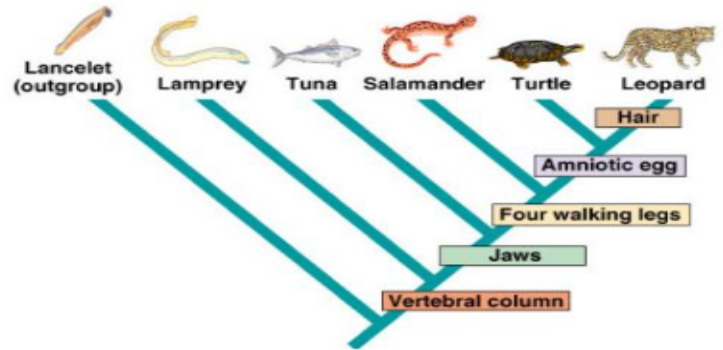 Lancelet
(outgroup)
Lamprey
Tuna
Salamander
Turtle
Leopard
Hair
Amniotic egg
Four walking legs
Jaws
Vertebral column